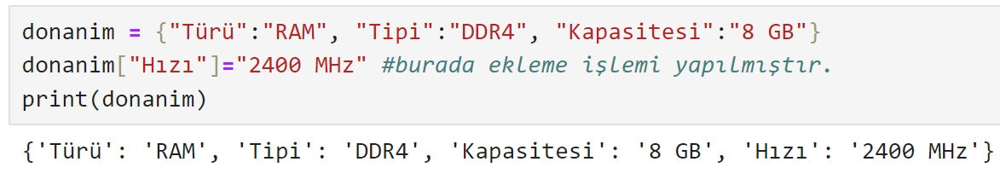 donanim = {"Türü":"RAM", "Tipi":"DDR4", "Kapasitesi":"8 GB"}
donanim["Hızı"]="2400 MHz" #burada ekleme işlemi yapılmıştır.
print(donanim)
{'Türü': 'RAM', 'Tipi': 'DDR4', 'Kapasitesi': '8 GB', 'Hızı': '2400 MHz'}